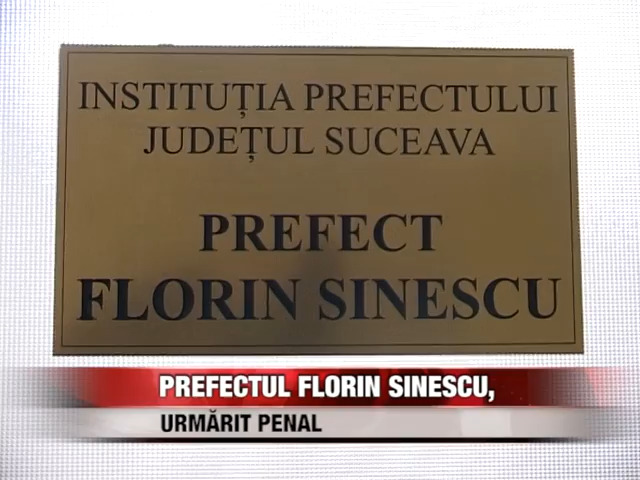 INSTITUȚIA PREFECTULUI
JUDEȚUL SUCEAVA
PREFECT
FLORIN SINESCU
PREFECTUL FLORIN SINESCU,
URMĂRIT PENAL